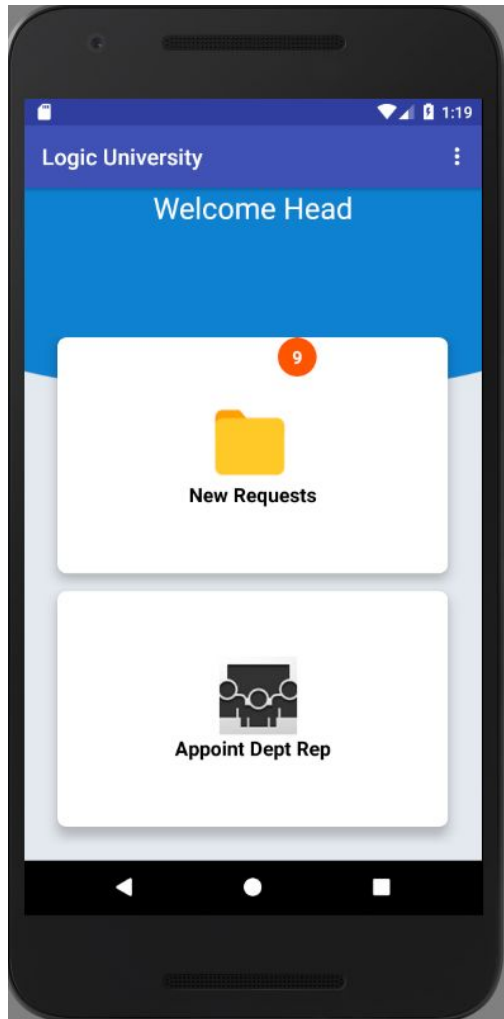 1:19
Logic University
Welcome Head
9
New Requests
Appoint Dept Rep